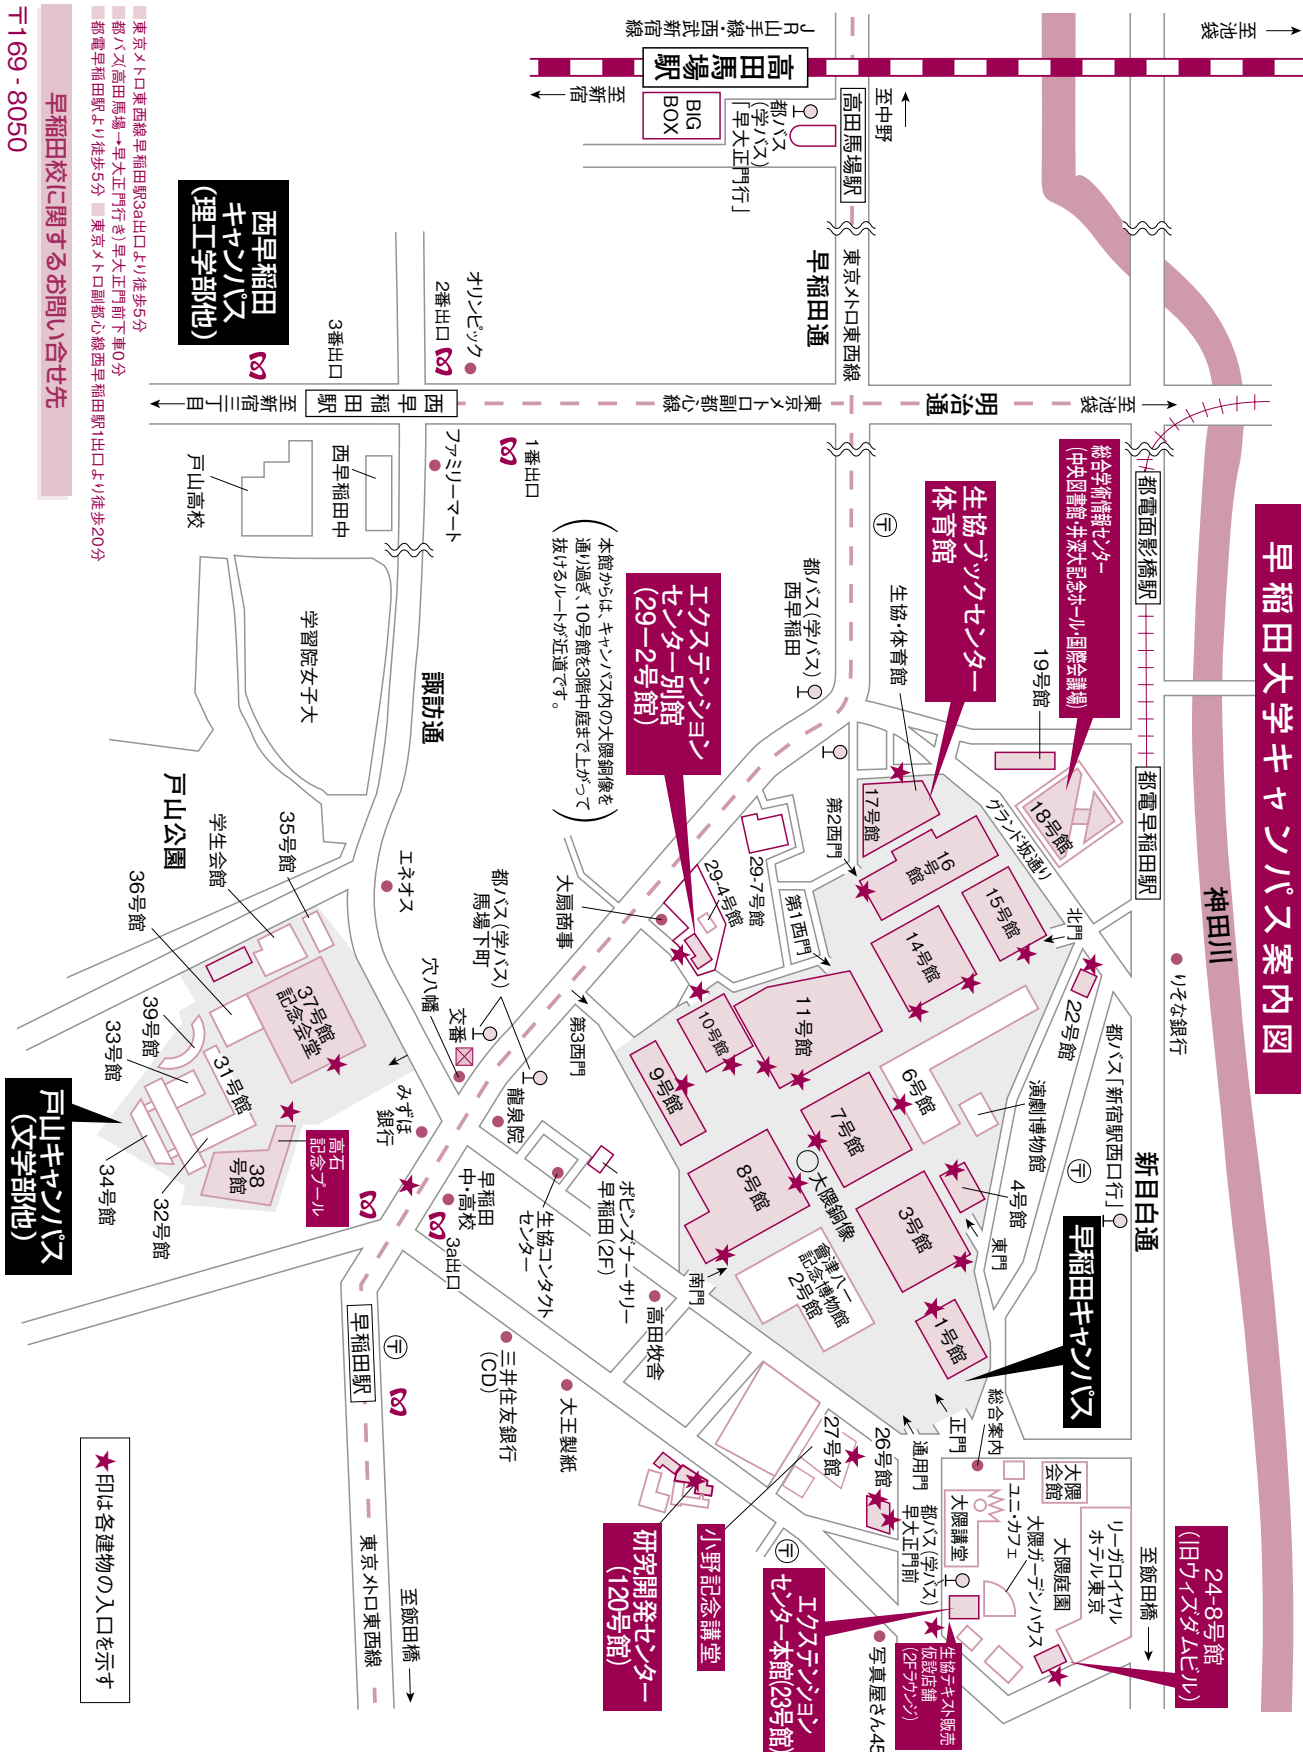 早稲田大学キャンパス案内図
至池袋
JR山手線・西武新宿線
高田馬場駅
至新宿
BIG
BOX
都バス
(学バス)
「早大正門行」
高田馬場駅
至中野
早稲田通
東京メトロ東西線
神田川
新目白通
至池袋
明治通
東京メトロ副都心線
西早稲田駅
至新宿三丁目
オリンピック
2番出口
3番出口
1番出口
ファミリーマート
西早稲田
キャンパス
(理工学部他)
西早稲田中
戸山高校
学習院女子大
諏訪通
戸山公園
都電面影橋駅
都電早稲田駅
総合学術情報センター
(中央図書館・井深大記念ホール・国際会議場)
19号館
18号館
グランド坂通り
生協ブックセンター
体育館
生協・体育館
〒
都バス(学バス)
西早稲田
エクステンション
センター別館
(29−2号館)
本館からは、キャンパス内の大隈銅像を
通り過ぎ、10号館を3階中庭まで上がって
抜けるルートが近道です。
17号館
16号館
15号館
14号館
第2西門
第1西門
北門
29-7号館
29-4号館
大扇商事
りそな銀行
22号館
都バス「新宿駅西口行」
演劇博物館
6号館
11号館
10号館
9号館
7号館
8号館
大隈銅像
4号館
〒
東門
3号館
會津八一
記念博物館
2号館
1号館
早稲田キャンパス
南門
正門
通用門
総合案内
第3西門
都バス(学バス)
馬場下町
エネオス
穴八幡
交番
龍泉院
みずほ
銀行
早稲田
中・高校
3a出口
生協コンタクト
センター
ポピンズナーサリー
早稲田(2F)
高田牧舎
三井住友銀行
(CD)
大王製紙
35号館
学生会館
36号館
37号館
記念会堂
39号館
33号館
31号館
34号館
32号館
38
号館
高石
記念プール
戸山キャンパス
(文学部他)
早稲田駅
〒
東京メトロ東西線
至飯田橋
27号館
26号館
小野記念講堂
研究開発センター
(120号館)
〒
エクステンション
センター本館(23号館)
都バス(学バス)
早大正門前
大隈講堂
ユニ・カフェ
大隈
会館
大隈ガーデンハウス
大隈庭園
リーガロイヤル
ホテル東京
至飯田橋
24-8号館
(旧ウィズダムビル)
生協テキスト販売
仮設店舗
(2Fラウンジ)
写真屋さん45
★印は各建物の入口を示す
東京メトロ東西線早稲田駅3a出口より徒歩5分
都バス(高田馬場→早大正門行き)早大正門前下車0分
都電早稲田駅より徒歩5分 東京メトロ副都心線西早稲田駅1出口より徒歩20分
早稲田校に関するお問い合せ先
〒169-8050